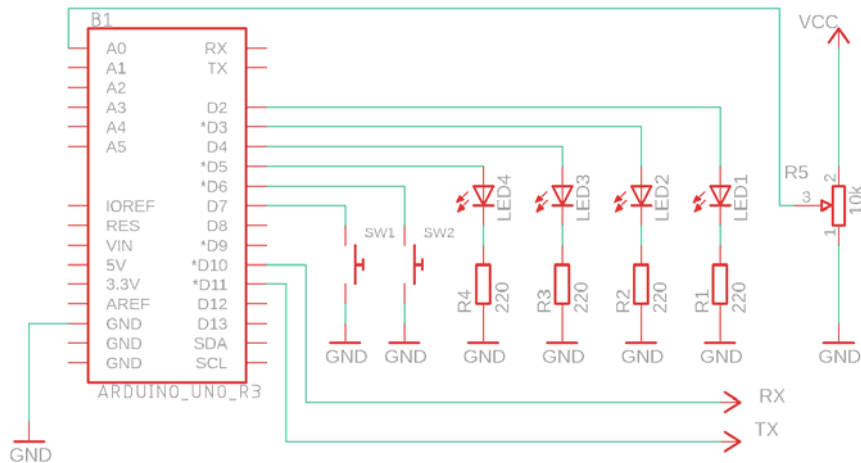 B1
VCC
A0 RX
A1 TX
A2
A3 D2
A4 *D3
A5 D4
*D5
*D6
IOREF D7
RES D8
VIN *D9
5V *D10
3.3V *D11
AREF D12
GND D13
GND SDA
GND SCL
ARDUINO_UNO_R3
GND
SW1
SW2
GND
GND
LED4
R4
220
GND
LED3
R3
220
GND
LED2
R2
220
GND
LED1
R1
220
GND
R5
2
3
1
10k
GND
RX
TX